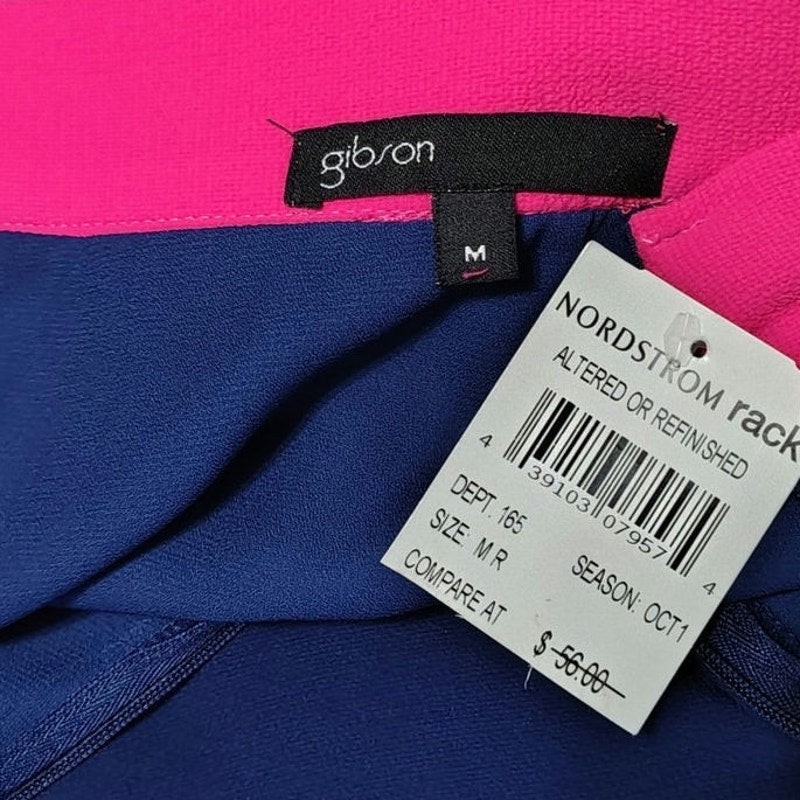 gibson
M
NORDSTROM rack
ALTERED OR REFINISHED
4 39103 07957 4
DEPT. 165
SIZE: M R
SEASON: OCT1
COMPARE AT
$ 56.00